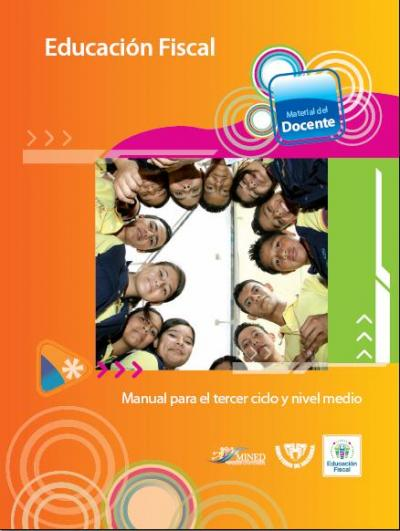 Educación Fiscal
Material del
Docente
Manual para el tercer ciclo y nivel medio
MINED
Educación
Fiscal